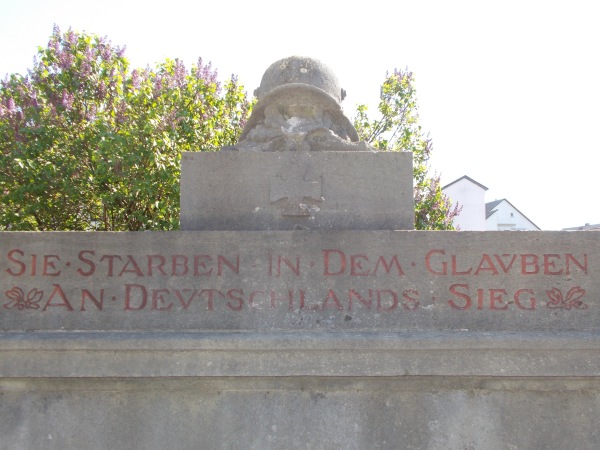 SIE · STARBEN · IN · DEM · GLAVBEN
AN · DEVTSCHLANDS · SIEG